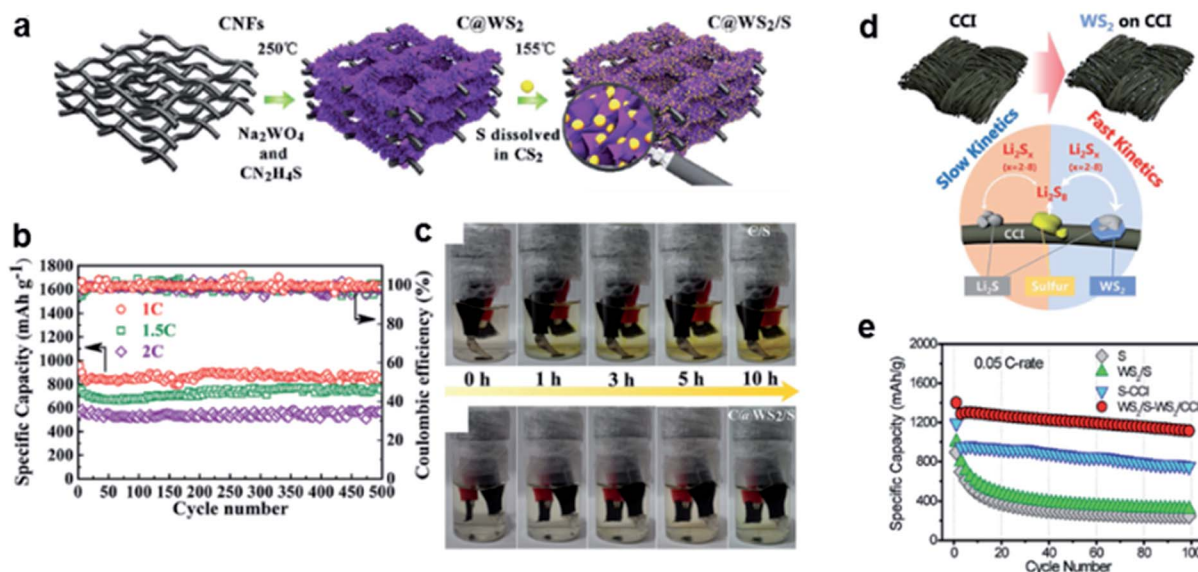 a
CNFs
250℃
Na2WO4
and
CN2H4S
C@WS2
155℃
S dissolved
in CS2
C@WS2/S
b
Specific Capacity (mAh g-1)
1800
1600
1400
1200
1000
800
600
400
200
0
1C
1.5C
2C
100
80
60
40
20
0
Coulombic efficiency (%)
0 50 100 150 200 250 300 350 400 450 500
Cycle number
c
C/S
0 h 1 h 3 h 5 h 10 h
C@WS2/S
d
CCI
WS2 on CCI
Slow Kinetics
Fast Kinetics
Li2Sx
(x=2-8)
Li2Sx
(x=2-8)
Li2S8
CCI
Li2S
Sulfur
WS2
e
Specific Capacity (mAh/g)
2000
1600
1200
800
400
0
0.05 C-rate
S
WS2/S
S-CCI
WS2/S-WS2/CCI
0 20 40 60 80 100
Cycle Number